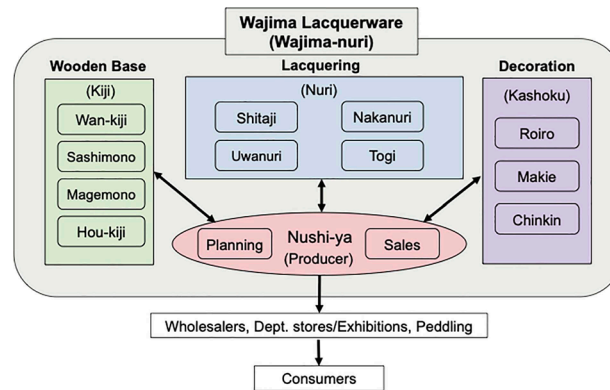 Wajima Lacquerware
(Wajima-nuri)
Wooden Base
(Kiji)
Wan-kiji
Sashimono
Magemono
Hou-kiji
Lacquering
(Nuri)
Shitaji
Nakanuri
Uwanuri
Togi
Decoration
(Kashoku)
Roiro
Makie
Chinkin
Planning
Nushi-ya
(Producer)
Sales
Wholesalers, Dept. stores/Exhibitions, Peddling
Consumers